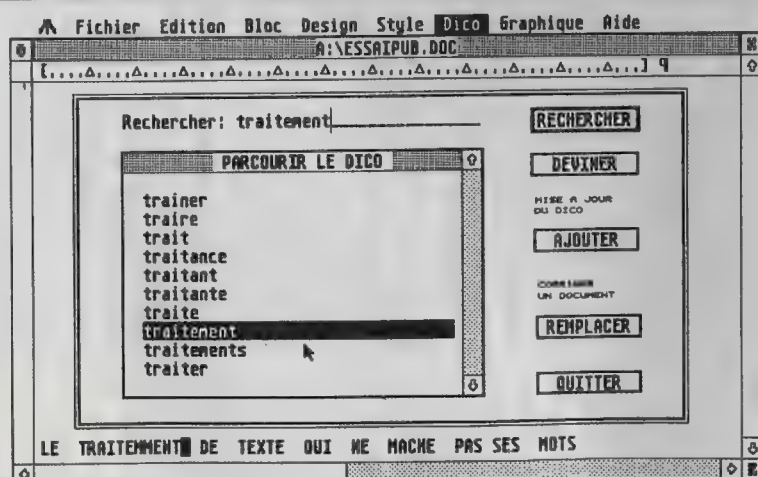 Fichier Edition Bloc Design Style Dico Graphique Aide
A:\ESSAIPUB.DOC
Rechercher: traitement
RECHERCHER
PARCOURIR LE DICO
DEVINER
trainer
traire
trait
traitance
traitant
traitante
traite
traitement
traitements
traiter
MISE A JOUR
DU DICO
AJOUTER
CORRIGER
UN DOCUMENT
REMPLACER
QUITTER
LE TRAITEMMENT DE TEXTE QUI NE MACHE PAS SES MOTS